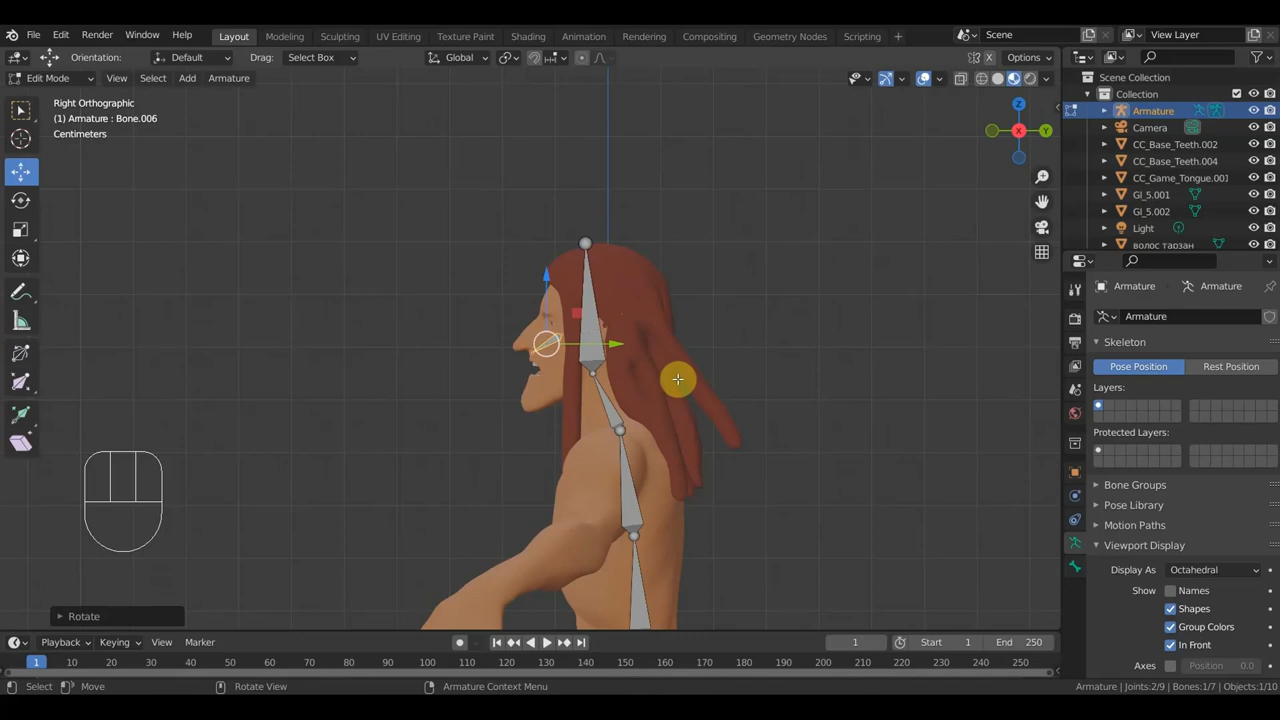 File Edit Render Window Help Layout Modeling Sculpting UV Editing Texture Paint Shading Animation Rendering Compositing Geometry Nodes Scripting + Scene View Layer
Orientation: Default Drag: Select Box Global Options
Edit Mode View Select Add Armature
Right Orthographic
(1) Armature : Bone.006
Centimeters
Z
X
Y
Rotate
Scene Collection
Collection
Armature
Camera
CC_Base_Teeth.002
CC_Base_Teeth.004
CC_Game_Tongue.001
GI_5.001
GI_5.002
Light
волос тарзан
Armature Armature
Armature
Skeleton
Pose Position Rest Position
Layers:
Protected Layers:
Bone Groups
Pose Library
Motion Paths
Viewport Display
Display As Octahedral
Show Names
Shapes
Group Colors
In Front
Axes Position 0.0
Playback Keying View Marker 1 Start 1 End 250
1 10 20 30 40 50 60 70 80 90 100 110 120 130 140 150 160 170 180 190 200 210 220 230 240 250
Select Move Rotate View Armature Context Menu Armature | Joints:2/9 | Bones:1/7 | Objects:1/10